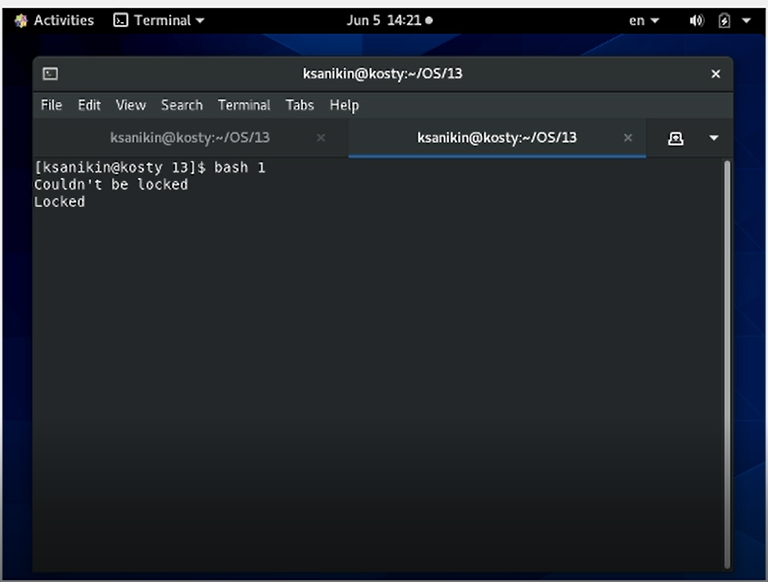 Activities Terminal Jun 5 14:21 en
ksanikin@kosty:~/OS/13
File Edit View Search Terminal Tabs Help
ksanikin@kosty:~/OS/13 ksanikin@kosty:~/OS/13
[ksanikin@kosty 13]$ bash 1
Couldn't be locked
Locked